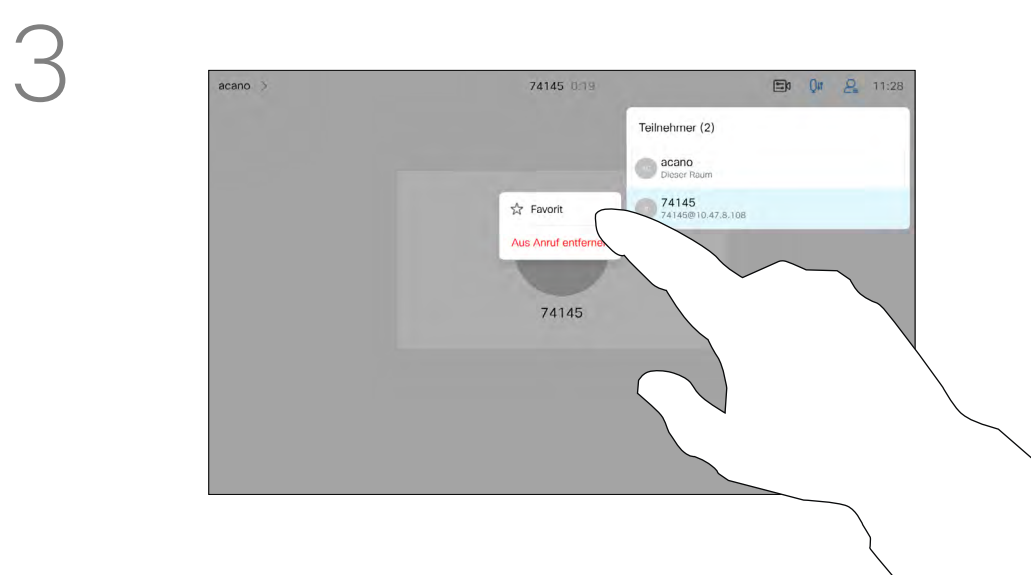 3
acano >
74145 0:19
11:28
Teilnehmer (2)
acano
Dieser Raum
74145
74145@10.47.8.108
Favorit
Aus Anruf entferne
74145